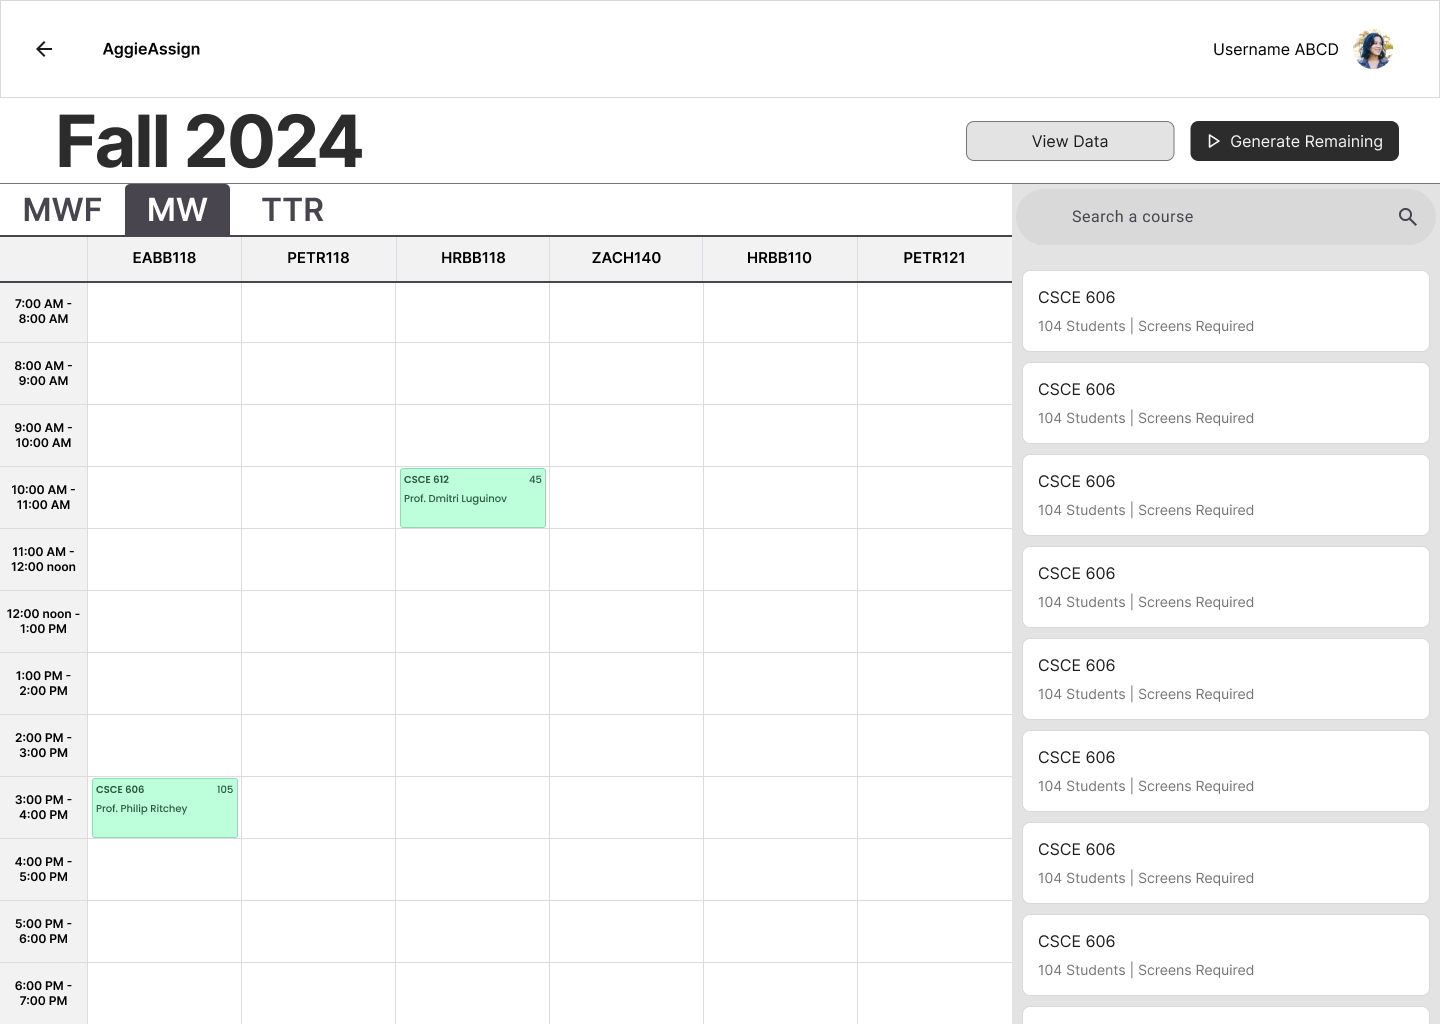 AggieAssign
Username ABCD
Fall 2024
View Data
Generate Remaining
MWF MW TTR
Search a course
EABB118 PETR118 HRBB118 ZACH140 HRBB110 PETR121
7:00 AM -
8:00 AM
8:00 AM -
9:00 AM
9:00 AM -
10:00 AM
10:00 AM -
11:00 AM
CSCE 612 45
Prof. Dmitri Luguinov
11:00 AM -
12:00 noon
12:00 noon -
1:00 PM
1:00 PM -
2:00 PM
2:00 PM -
3:00 PM
3:00 PM -
4:00 PM
CSCE 606 105
Prof. Philip Ritchey
4:00 PM -
5:00 PM
5:00 PM -
6:00 PM
6:00 PM -
7:00 PM
CSCE 606
104 Students | Screens Required
CSCE 606
104 Students | Screens Required
CSCE 606
104 Students | Screens Required
CSCE 606
104 Students | Screens Required
CSCE 606
104 Students | Screens Required
CSCE 606
104 Students | Screens Required
CSCE 606
104 Students | Screens Required
CSCE 606
104 Students | Screens Required